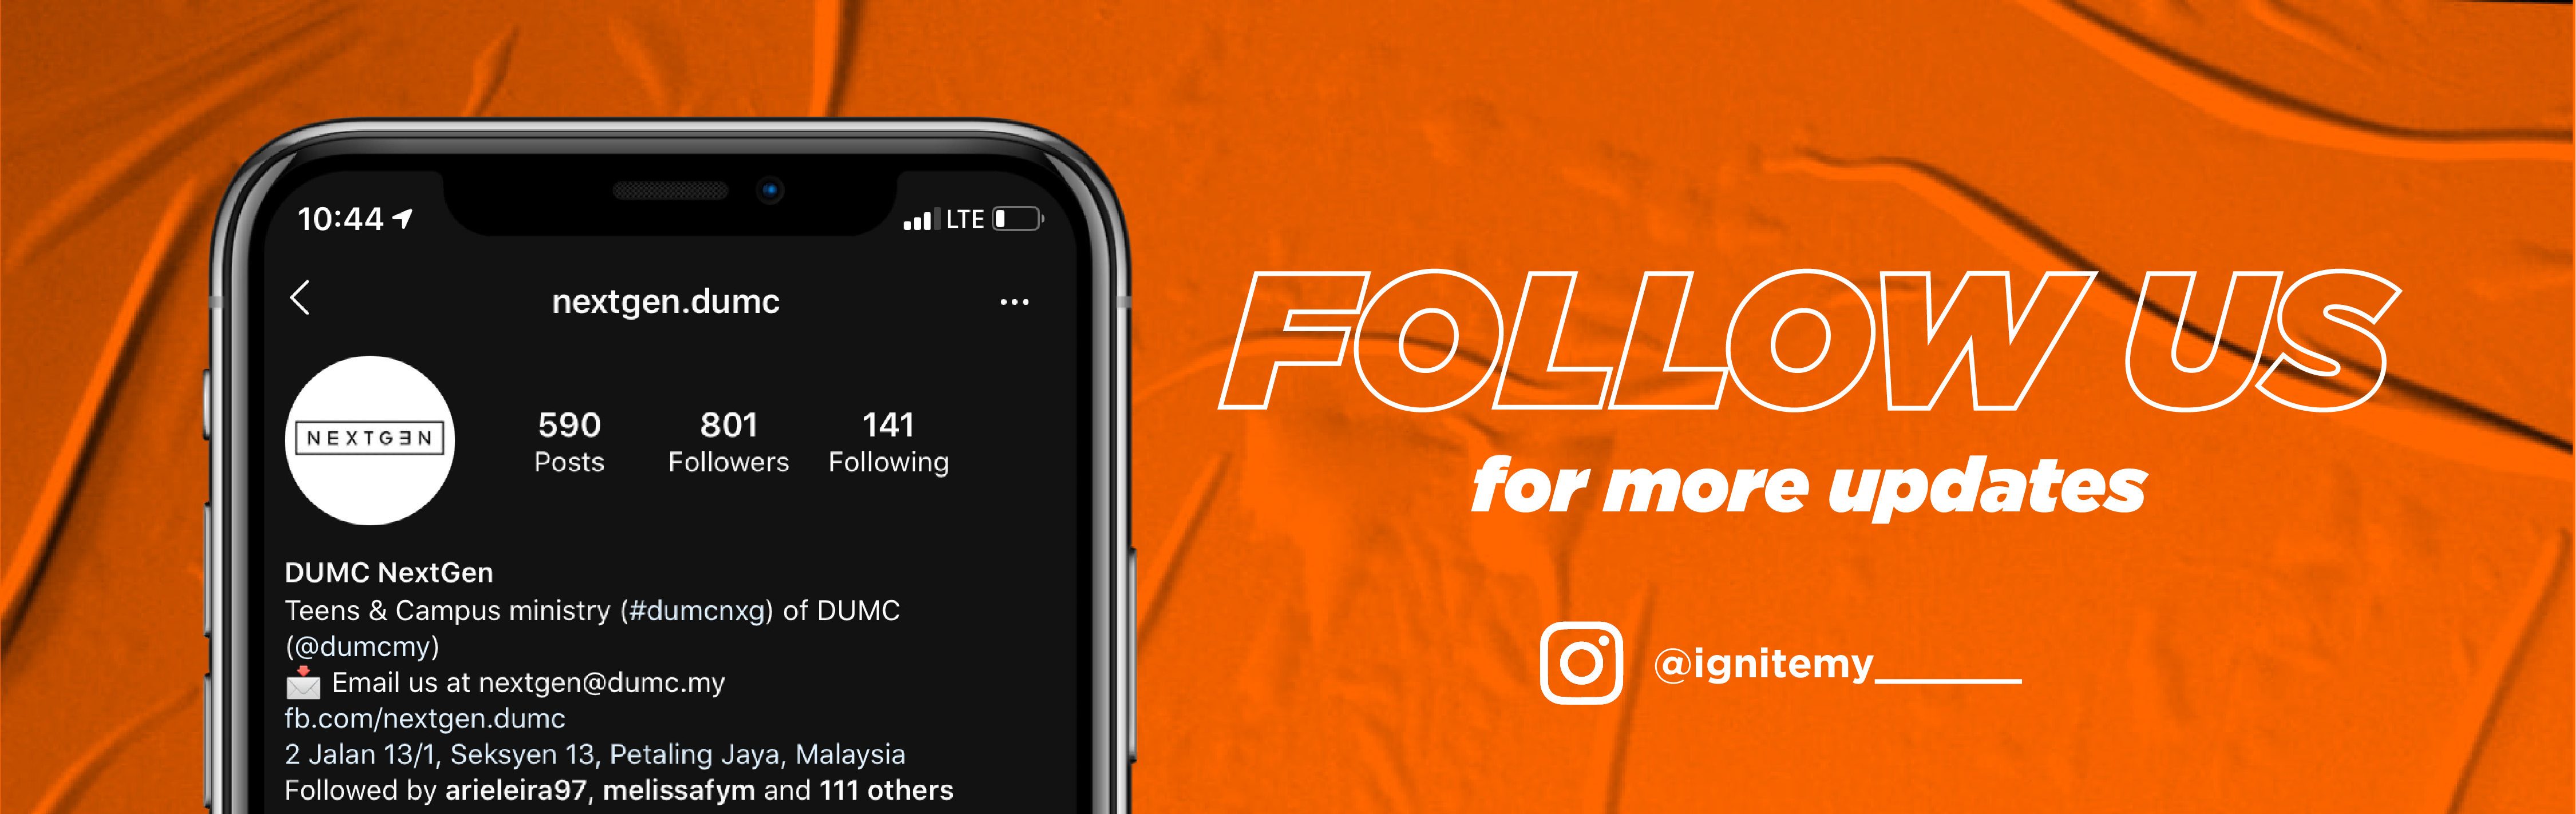 10:44 LTE
nextgen.dumc
NEXTGƎN
590 801 141
Posts Followers Following
DUMC NextGen
Teens & Campus ministry (#dumcnxg) of DUMC
(@dumcmy)
📩 Email us at nextgen@dumc.my
fb.com/nextgen.dumc
2 Jalan 13/1, Seksyen 13, Petaling Jaya, Malaysia
Followed by arieleira97, melissafym and 111 others
FOLLOW US
for more updates
@ignitemy______